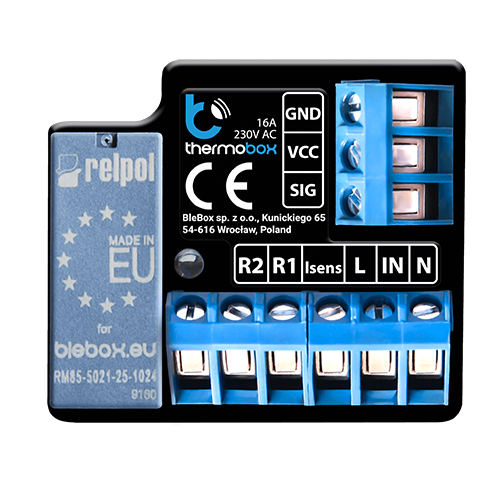 relpol
MADE IN
EU
for
blebox.eu
RM85-5021-25-1024
9160
16A
230V AC
thermobox
CE
BleBox sp. z o.o., Kunickiego 65
54-616 Wrocław, Poland
GND
VCC
SIG
R2 R1 Isens L IN N